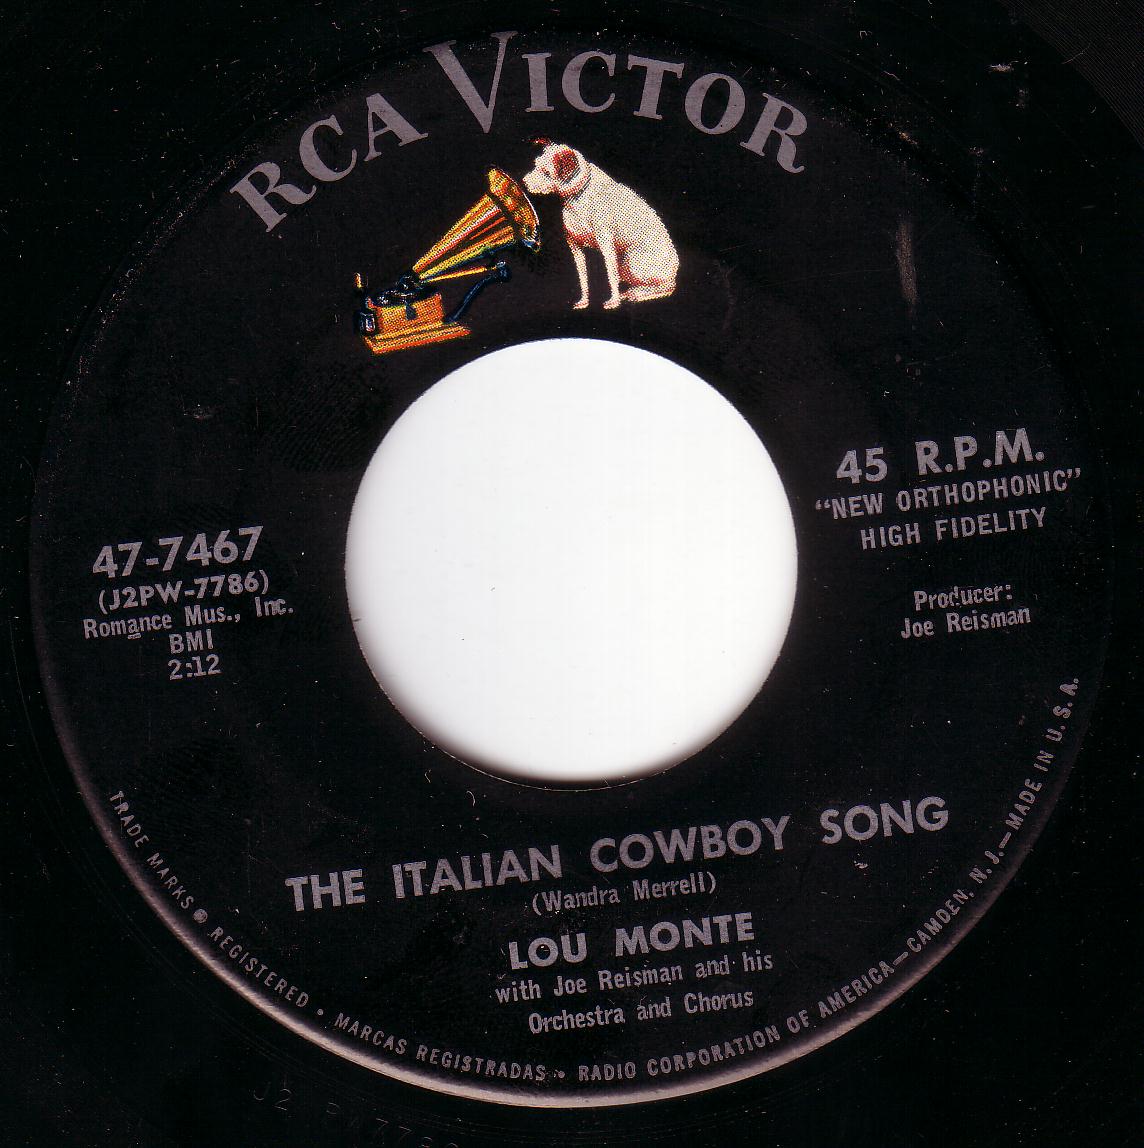 RCA VICTOR
47-7467
(J2PW-7786)
Romance Mus., Inc.
BMI
2:12
45 R.P.M.
“NEW ORTHOPHONIC”
HIGH FIDELITY
Producer:
Joe Reisman
THE ITALIAN COWBOY SONG
(Wandra Merrell)
LOU MONTE
with Joe Reisman and his
Orchestra and Chorus
TRADE MARKS ® REGISTERED • MARCAS REGISTRADAS • RADIO CORPORATION OF AMERICA—CAMDEN, N. J.—MADE IN U. S. A.